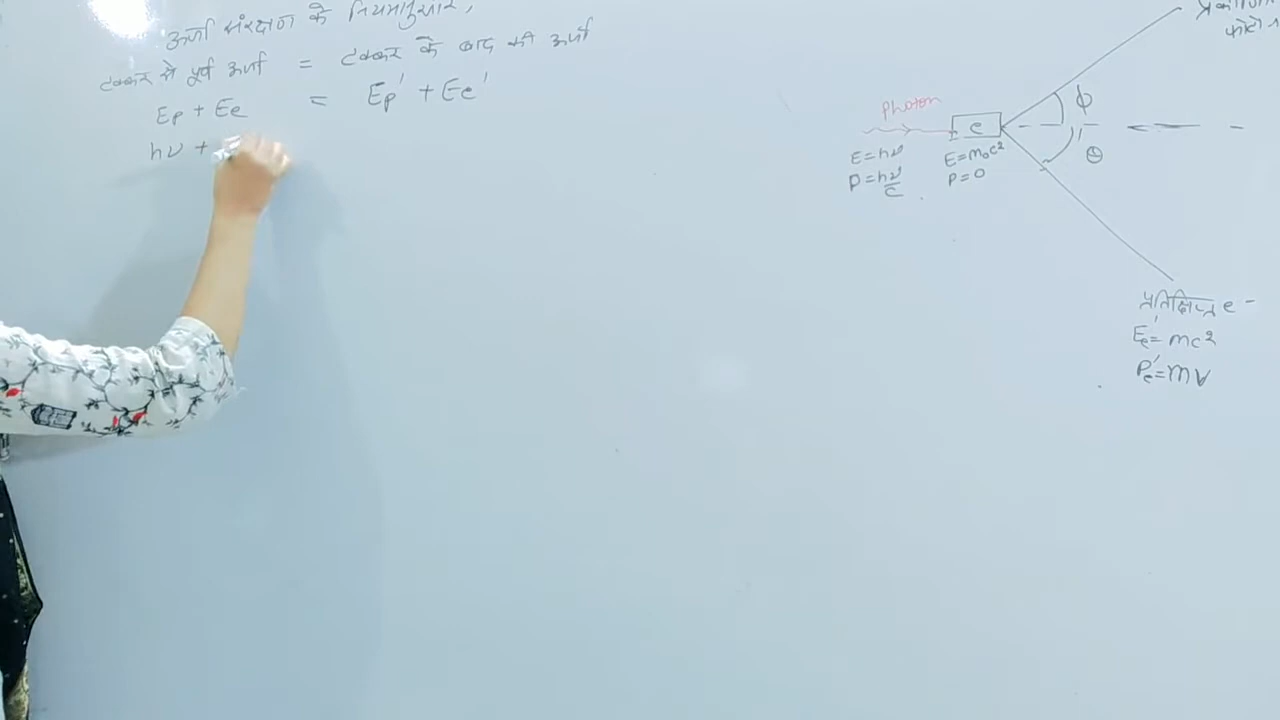 ऊर्जा संरक्षण के नियमानुसार,
टक्कर से पूर्व ऊर्जा = टक्कर के बाद की ऊर्जा
Ep + Ee = Ep' + Ee'
hν +
Photon
e
E = hν
P = hν/c
E = m₀c²
P = 0
ϕ
θ
प्रतिक्षिप्त e-
Ee' = mc²
Pe' = mv